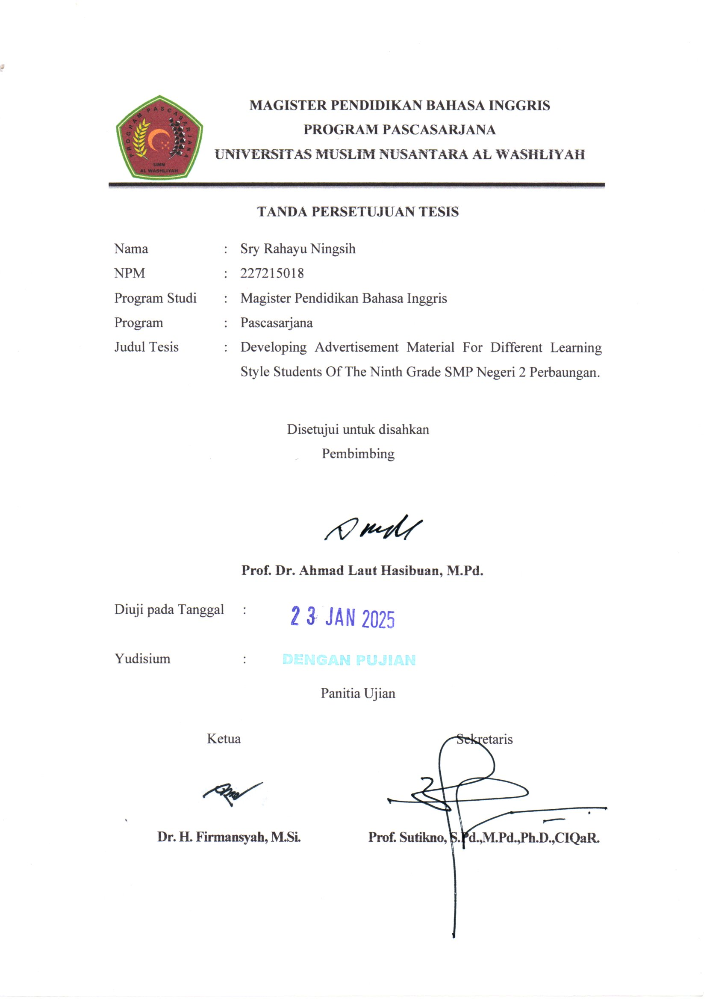 PROGRAM PASCASARJANA
UMN
AL WASHLIYAH
MAGISTER PENDIDIKAN BAHASA INGGRIS
PROGRAM PASCASARJANA
UNIVERSITAS MUSLIM NUSANTARA AL WASHLIYAH
TANDA PERSETUJUAN TESIS
Nama : Sry Rahayu Ningsih
NPM : 227215018
Program Studi : Magister Pendidikan Bahasa Inggris
Program : Pascasarjana
Judul Tesis : Developing Advertisement Material For Different Learning
Style Students Of The Ninth Grade SMP Negeri 2 Perbaungan.
Disetujui untuk disahkan
Pembimbing
Prof. Dr. Ahmad Laut Hasibuan, M.Pd.
Diuji pada Tanggal : 23 JAN 2025
Yudisium : DENGAN PUJIAN
Panitia Ujian
Ketua Sekretaris
Dr. H. Firmansyah, M.Si. Prof. Sutikno, S.Pd.,M.Pd.,Ph.D.,CIQaR.